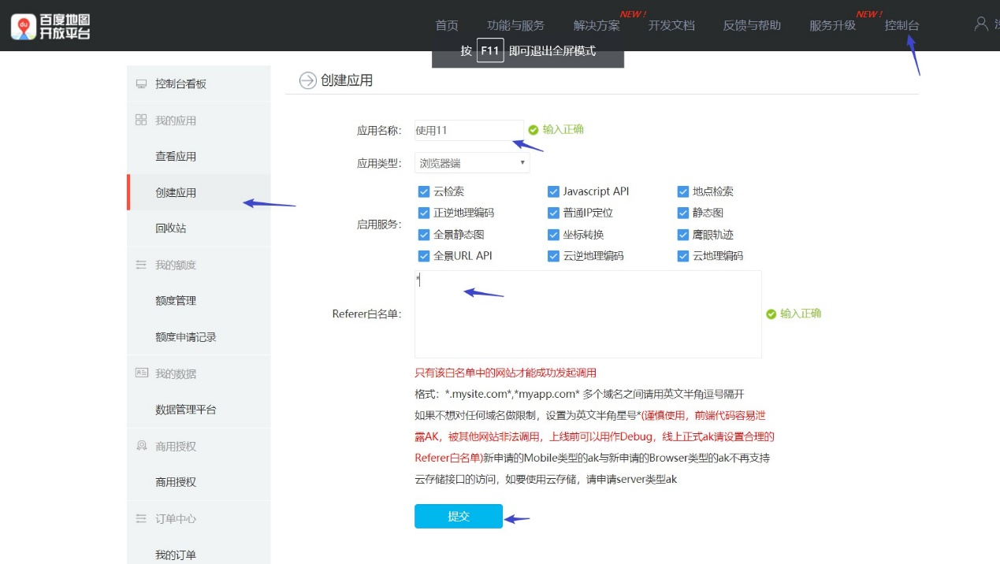 百度地图
开放平台
首页 功能与服务 解决方案 NEW! 开发文档 反馈与帮助 服务升级 NEW! 控制台
按 F11 即可退出全屏模式
控制台看板
我的应用
查看应用
创建应用
回收站
我的额度
额度管理
额度申请记录
我的数据
数据管理平台
商用授权
商用授权
订单中心
我的订单
创建应用
应用名称： 使用11 输入正确
应用类型： 浏览器端
启用服务：
云检索 Javascript API 地点检索
正逆地理编码 普通IP定位 静态图
全景静态图 坐标转换 鹰眼轨迹
全景URL API 云逆地理编码 云地理编码
Referer白名单： * 输入正确
只有该白名单中的网站才能成功发起调用
格式：*.mysite.com*,*myapp.com* 多个域名之间请用英文半角逗号隔开
如果不想对任何域名做限制，设置为英文半角星号*(谨慎使用，前端代码容易泄
露AK，被其他网站非法调用，上线前可以用作Debug，线上正式ak请设置合理的
Referer白名单)新申请的Mobile类型的ak与新申请的Browser类型的ak不再支持
云存储接口的访问，如要使用云存储，请申请server类型ak
提交